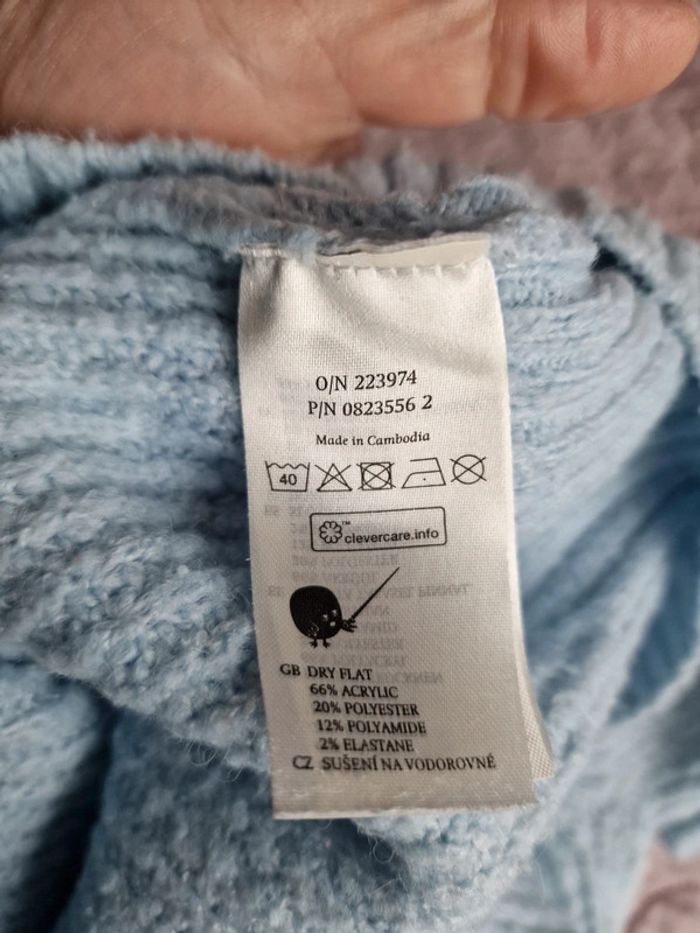 O/N 223974
P/N 0823556 2
Made in Cambodia
40
clevercare.info™
GB DRY FLAT
66% ACRYLIC
20% POLYESTER
12% POLYAMIDE
2% ELASTANE
CZ SUŠENÍ NA VODOROVNÉ